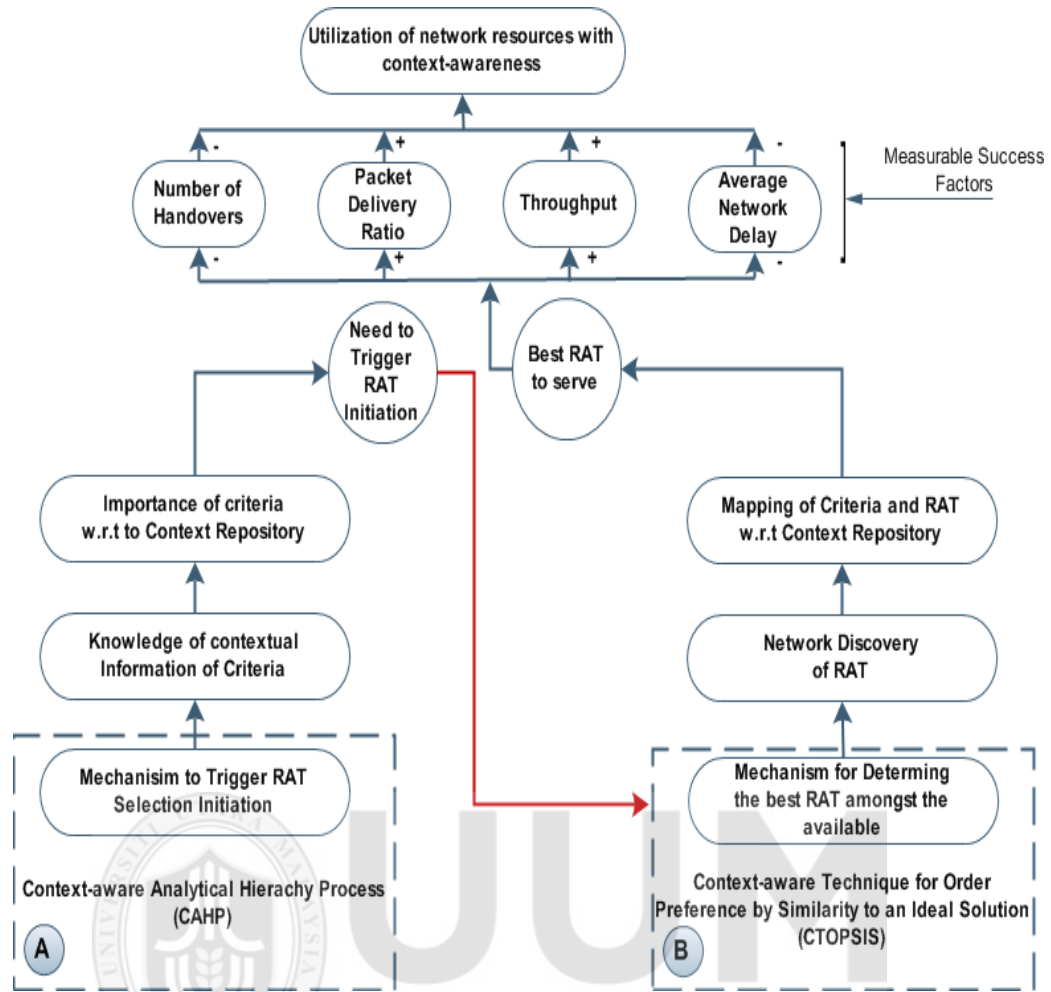 Utilization of network resources with
context-awareness
-
+
+
-
Number of
Handovers
Packet
Delivery
Ratio
Throughput
Average
Network
Delay
Measurable Success
Factors
-
+
+
-
Need to
Trigger
RAT
Initiation
Best RAT
to serve
Importance of criteria
w.r.t to Context Repository
Mapping of Criteria and RAT
w.r.t Context Repository
Knowledge of contextual
Information of Criteria
Network Discovery
of RAT
Mechanisim to Trigger RAT
Selection Initiation
Mechanism for Determing
the best RAT amongst the
available
Context-aware Analytical Hierachy Process
(CAHP)
Context-aware Technique for Order
Preference by Similarity to an Ideal Solution
(CTOPSIS)
A
B
UUM
UNIVERSITI UTARA MALAYSIA